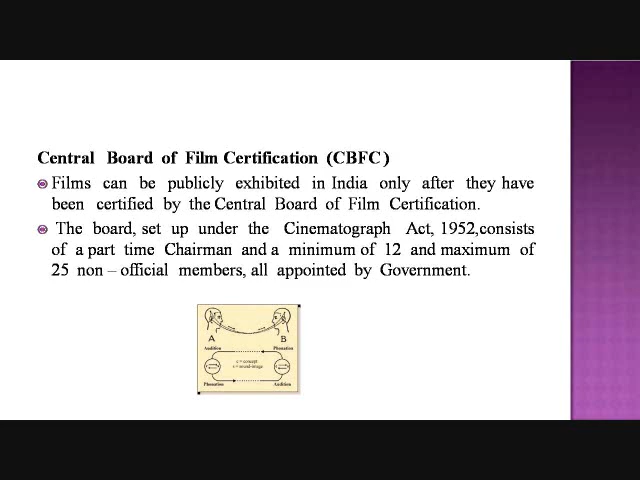 Central Board of Film Certification (CBFC)
Films can be publicly exhibited in India only after they have
been certified by the Central Board of Film Certification.
The board, set up under the Cinematograph Act, 1952,consists
of a part time Chairman and a minimum of 12 and maximum of
25 non – official members, all appointed by Government.
A B
Audition Phonation
c = concept
s = sound-image
Phonation Audition